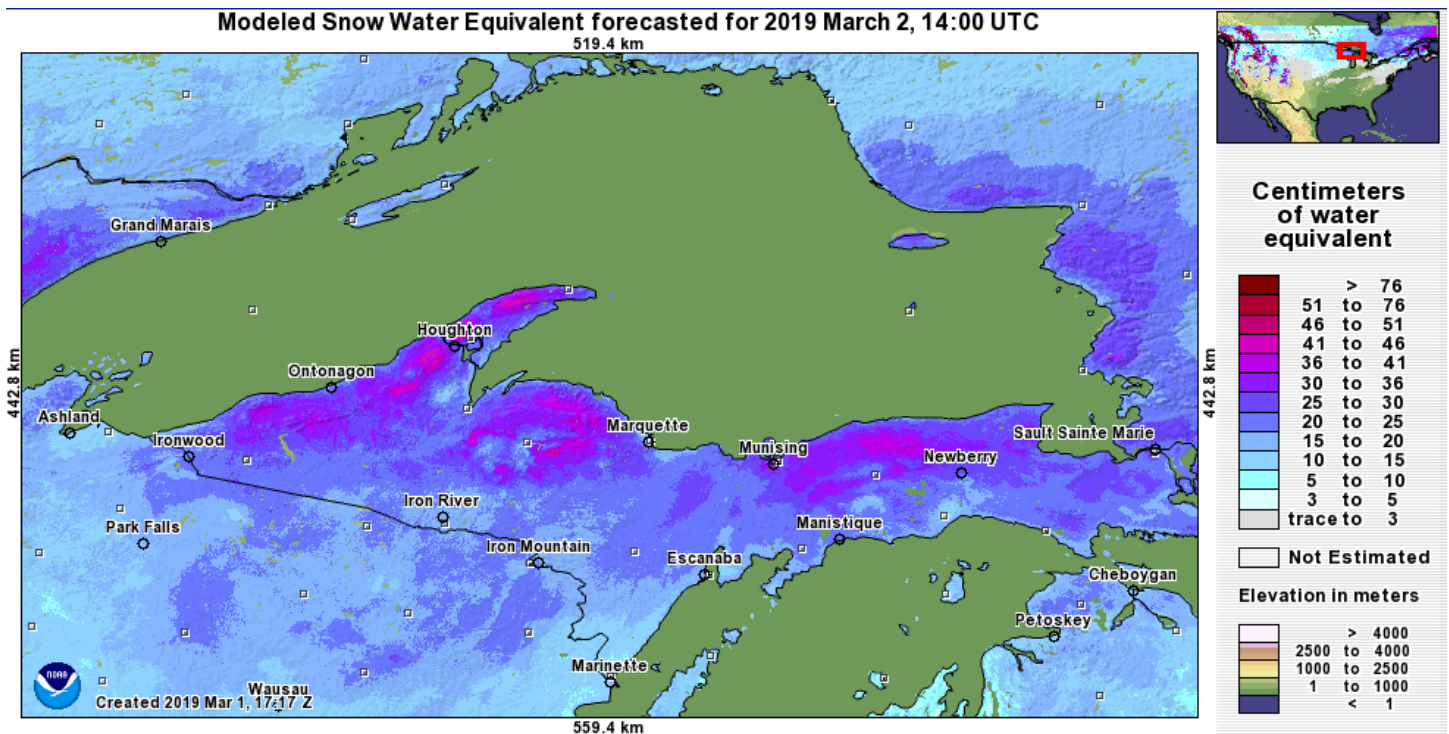 Modeled Snow Water Equivalent forecasted for 2019 March 2, 14:00 UTC
519.4 km
442.8 km
442.8 km
Grand Marais
Houghton
Ontonagon
Ashland
Ironwood
Marquette
Munising
Sault Sainte Marie
Newberry
Iron River
Park Falls
Manistique
Iron Mountain
Escanaba
Cheboygan
Petoskey
Marinette
Wausau
NOAA
Created 2019 Mar 1, 17:17 Z
559.4 km
Centimeters
of water
equivalent
> 76
51 to 76
46 to 51
41 to 46
36 to 41
30 to 36
25 to 30
20 to 25
15 to 20
10 to 15
5 to 10
3 to 5
trace to 3
Not Estimated
Elevation in meters
> 4000
2500 to 4000
1000 to 2500
1 to 1000
< 1